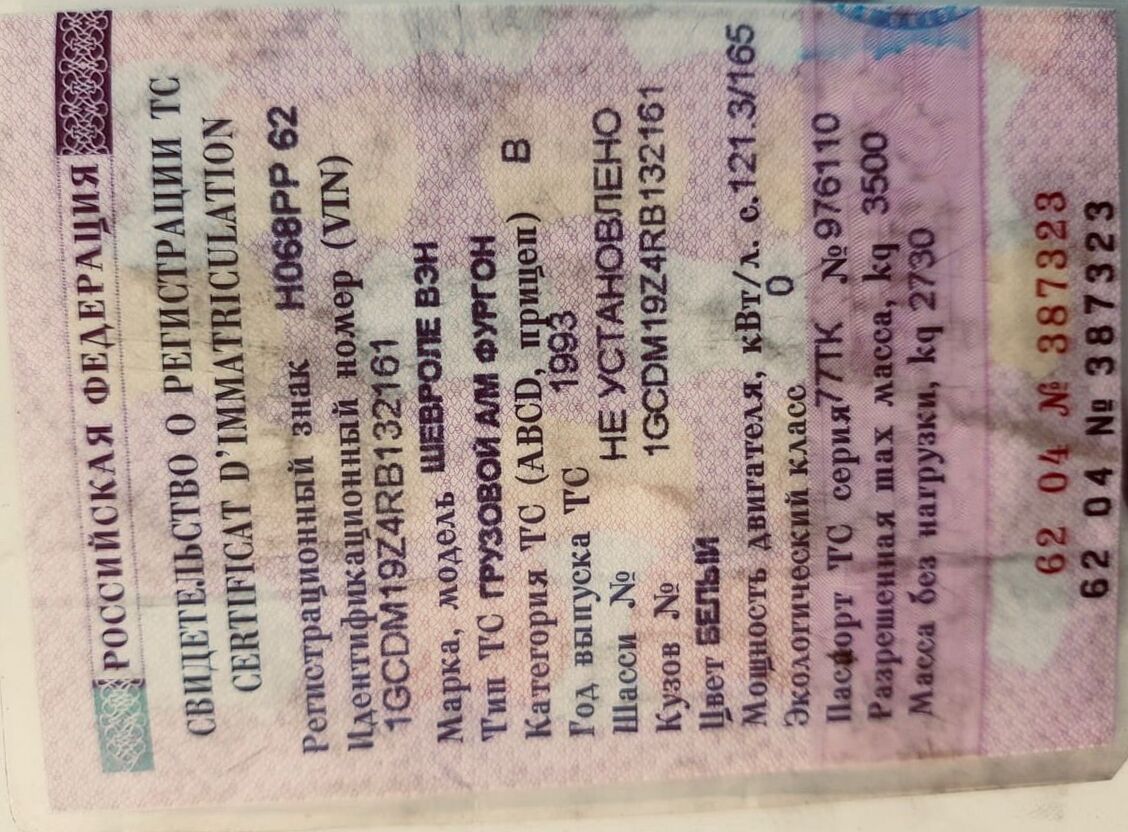 РОССИЙСКАЯ ФЕДЕРАЦИЯ
СВИДЕТЕЛЬСТВО О РЕГИСТРАЦИИ ТС
CERTIFICAT D'IMMATRICULATION
Регистрационный знак Н068РР 62
Идентификационный номер (VIN)
1GCDM19Z4RB132161
Марка, модель ШЕВРОЛЕ ВЭН
Тип ТС ГРУЗОВОЙ А/М ФУРГОН
Категория ТС (ABCD, прицеп) B
Год выпуска ТС 1993
Шасси № НЕ УСТАНОВЛЕНО
Кузов № 1GCDM19Z4RB132161
Цвет БЕЛЫЙ
Мощность двигателя, кВт/л. с. 121.3/165
Экологический класс 0
Паспорт ТС серия 77ТК № 976110
Разрешенная max масса, kg 3500
Масса без нагрузки, kg 2730
62 04 № 387323
62 04 № 387323